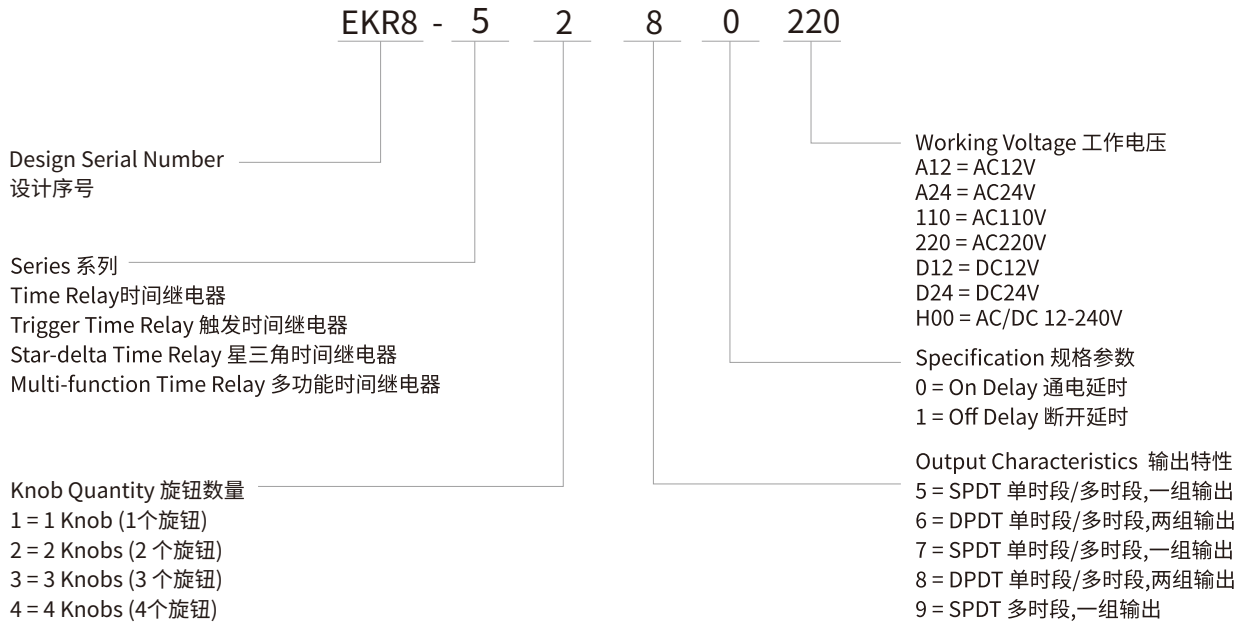 EKR8 - 5 2 8 0 220
Design Serial Number
设计序号
Series 系列
Time Relay时间继电器
Trigger Time Relay 触发时间继电器
Star-delta Time Relay 星三角时间继电器
Multi-function Time Relay 多功能时间继电器
Knob Quantity 旋钮数量
1 = 1 Knob (1个旋钮)
2 = 2 Knobs (2 个旋钮)
3 = 3 Knobs (3 个旋钮)
4 = 4 Knobs (4个旋钮)
Working Voltage 工作电压
A12 = AC12V
A24 = AC24V
110 = AC110V
220 = AC220V
D12 = DC12V
D24 = DC24V
H00 = AC/DC 12-240V
Specification 规格参数
0 = On Delay 通电延时
1 = Off Delay 断开延时
Output Characteristics 输出特性
5 = SPDT 单时段/多时段,一组输出
6 = DPDT 单时段/多时段,两组输出
7 = SPDT 单时段/多时段,一组输出
8 = DPDT 单时段/多时段,两组输出
9 = SPDT 多时段,一组输出